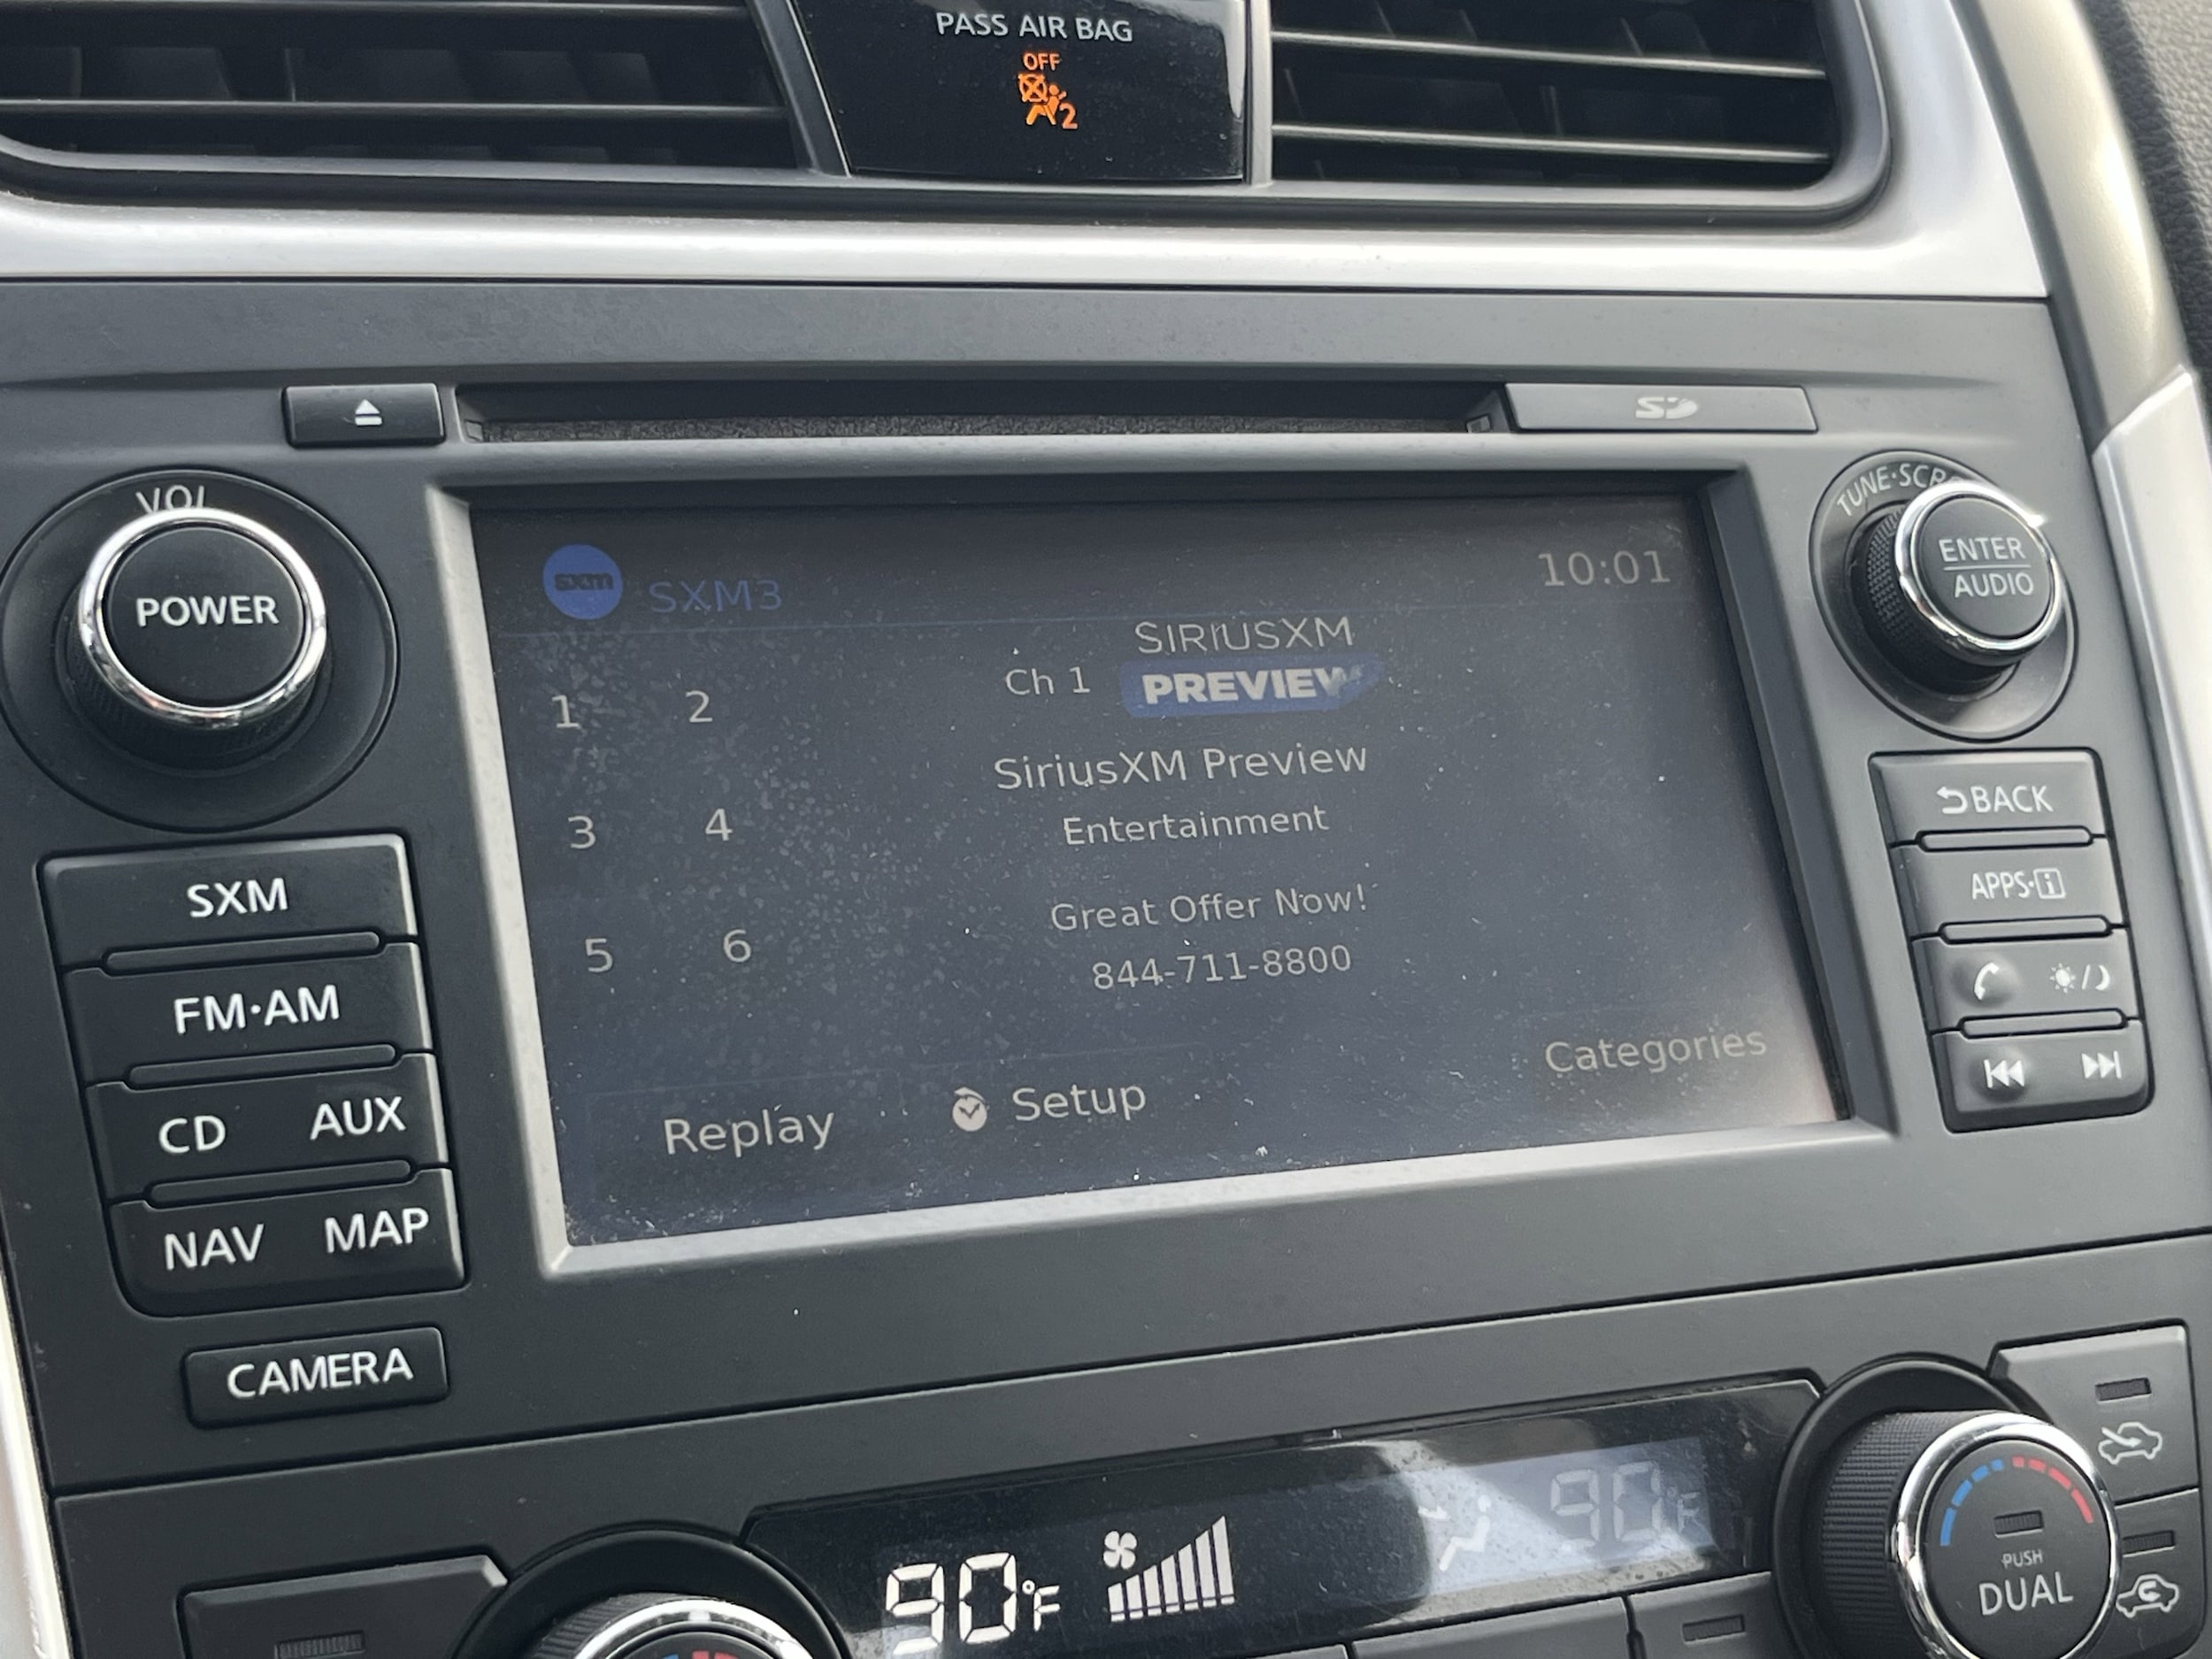 PASS AIR BAG
OFF
2
VOL
POWER
SXM
FM·AM
CD AUX
NAV MAP
CAMERA
sxm SXM3
10:01
SIRIUSXM
Ch 1 PREVIEW
1 2
SiriusXM Preview
3 4
Entertainment
Great Offer Now!
5 6
844-711-8800
Categories
Replay
Setup
SD
TUNE·SCR
ENTER
AUDIO
BACK
APPS·i
90°F
90°F
PUSH
DUAL